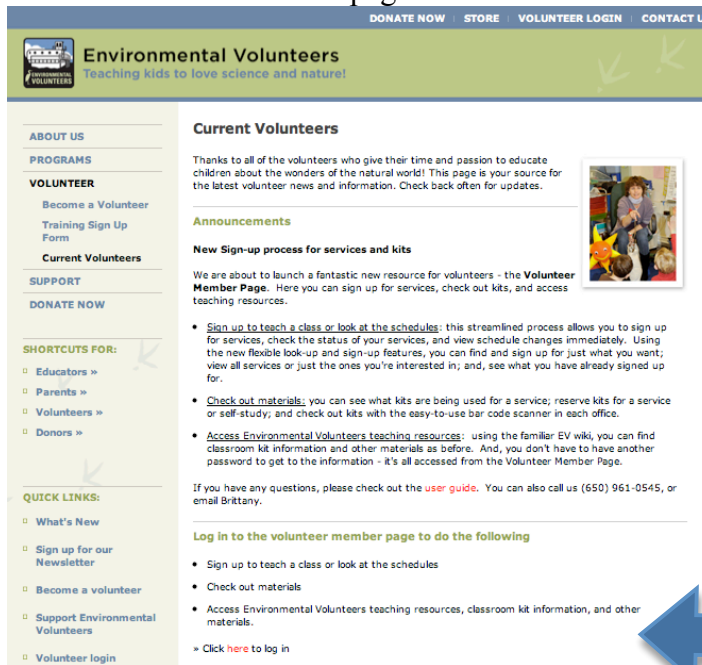 page
DONATE NOW | STORE | VOLUNTEER LOGIN | CONTACT U
ENVIRONMENTAL
VOLUNTEERS
Environmental Volunteers
Teaching kids to love science and nature!
ABOUT US
PROGRAMS
VOLUNTEER
Become a Volunteer
Training Sign Up
Form
Current Volunteers
SUPPORT
DONATE NOW
SHORTCUTS FOR:
Educators »
Parents »
Volunteers »
Donors »
QUICK LINKS:
What's New
Sign up for our
Newsletter
Become a volunteer
Support Environmental
Volunteers
Volunteer login
Current Volunteers
Thanks to all of the volunteers who give their time and passion to educate
children about the wonders of the natural world! This page is your source for
the latest volunteer news and information. Check back often for updates.
Announcements
New Sign-up process for services and kits
We are about to launch a fantastic new resource for volunteers - the Volunteer
Member Page. Here you can sign up for services, check out kits, and access
teaching resources.
• Sign up to teach a class or look at the schedules: this streamlined process allows you to sign up
for services, check the status of your services, and view schedule changes immediately. Using
the new flexible look-up and sign-up features, you can find and sign up for just what you want;
view all services or just the ones you're interested in; and, see what you have already signed up
for.
• Check out materials: you can see what kits are being used for a service; reserve kits for a service
or self-study; and check out kits with the easy-to-use bar code scanner in each office.
• Access Environmental Volunteers teaching resources: using the familiar EV wiki, you can find
classroom kit information and other materials as before. And, you don't have to have another
password to get to the information - it's all accessed from the Volunteer Member Page.
If you have any questions, please check out the user guide. You can also call us (650) 961-0545, or
email Brittany.
Log in to the volunteer member page to do the following
• Sign up to teach a class or look at the schedules
• Check out materials
• Access Environmental Volunteers teaching resources, classroom kit information, and other
materials.
» Click here to log in